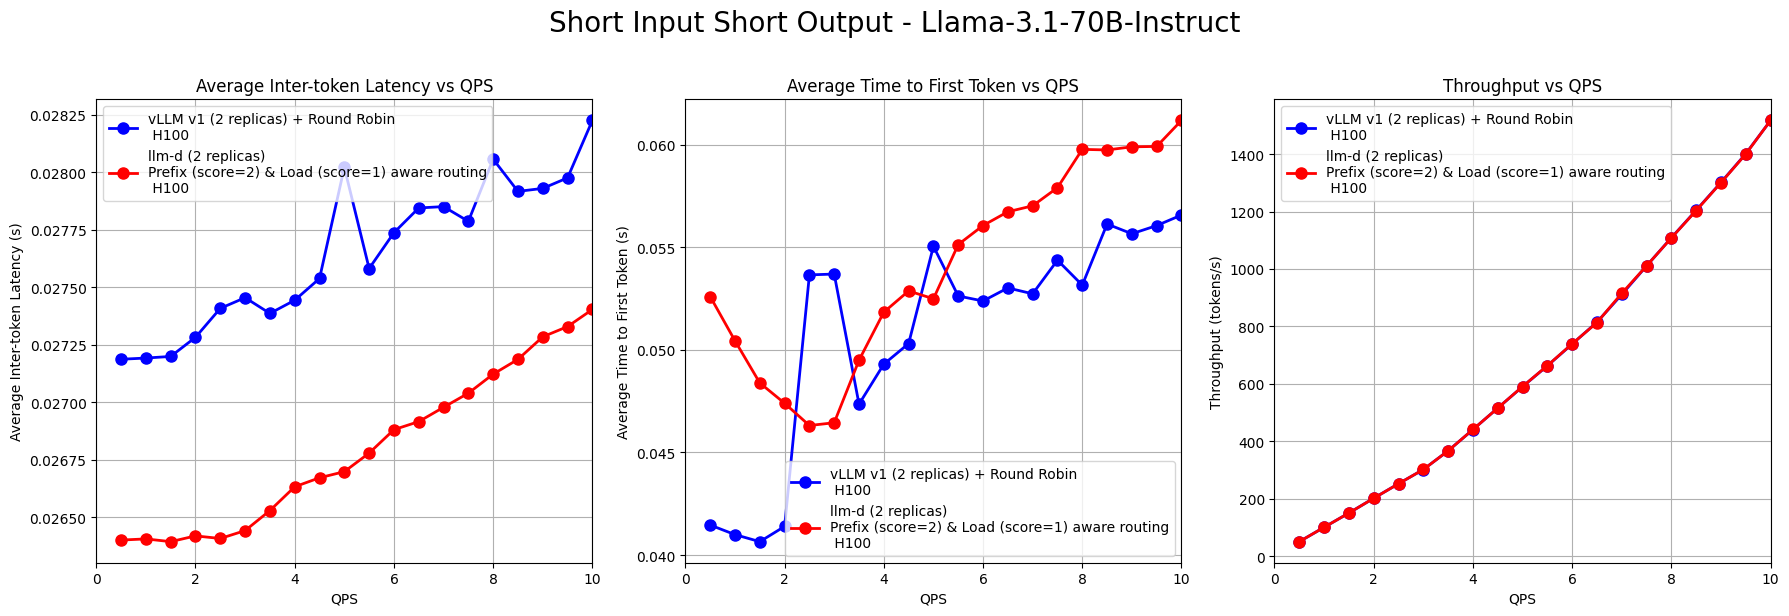 Short Input Short Output - Llama-3.1-70B-Instruct
Average Inter-token Latency vs QPS
Average Inter-token Latency (s)
0.02825
0.02800
0.02775
0.02750
0.02725
0.02700
0.02675
0.02650
vLLM v1 (2 replicas) + Round Robin
H100
llm-d (2 replicas)
Prefix (score=2) & Load (score=1) aware routing
H100
0 2 4 6 8 10
QPS
Average Time to First Token vs QPS
Average Time to First Token (s)
0.060
0.055
0.050
0.045
0.040
vLLM v1 (2 replicas) + Round Robin
H100
llm-d (2 replicas)
Prefix (score=2) & Load (score=1) aware routing
H100
0 2 4 6 8 10
QPS
Throughput vs QPS
Throughput (tokens/s)
1400
1200
1000
800
600
400
200
0
vLLM v1 (2 replicas) + Round Robin
H100
llm-d (2 replicas)
Prefix (score=2) & Load (score=1) aware routing
H100
0 2 4 6 8 10
QPS